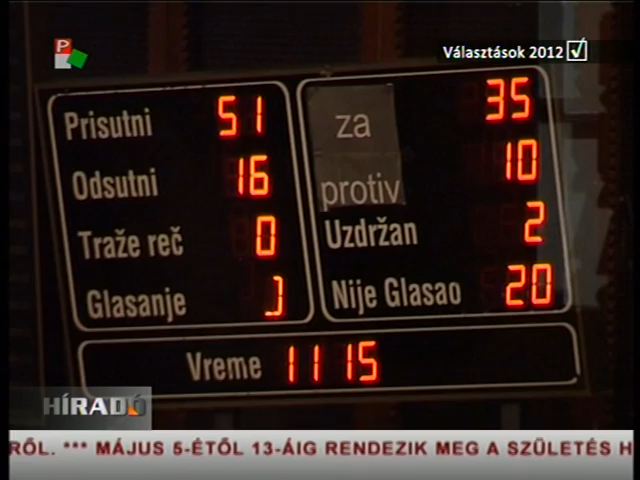 P
Választások 2012
Prisutni 51
Odsutni 16
Traže reč 0
Glasanje
za 35
protiv 10
Uzdržan 2
Nije Glasao 20
Vreme 11 15
HÍRADÓ
RŐL. *** MÁJUS 5-ÉTŐL 13-ÁIG RENDEZIK MEG A SZÜLETÉS H